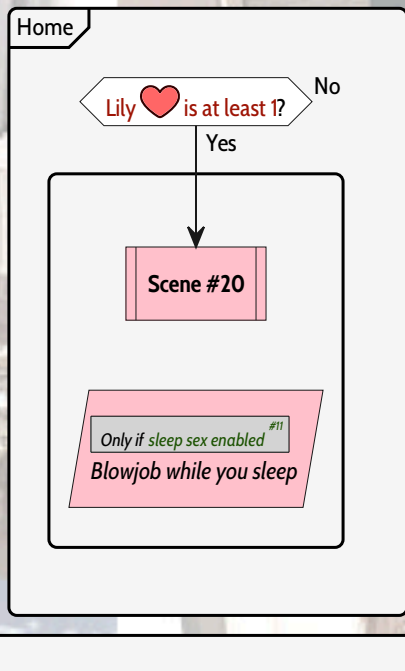 Home
Lily is at least 1?
No
Yes
Scene #20
#11
Only if sleep sex enabled
Blowjob while you sleep